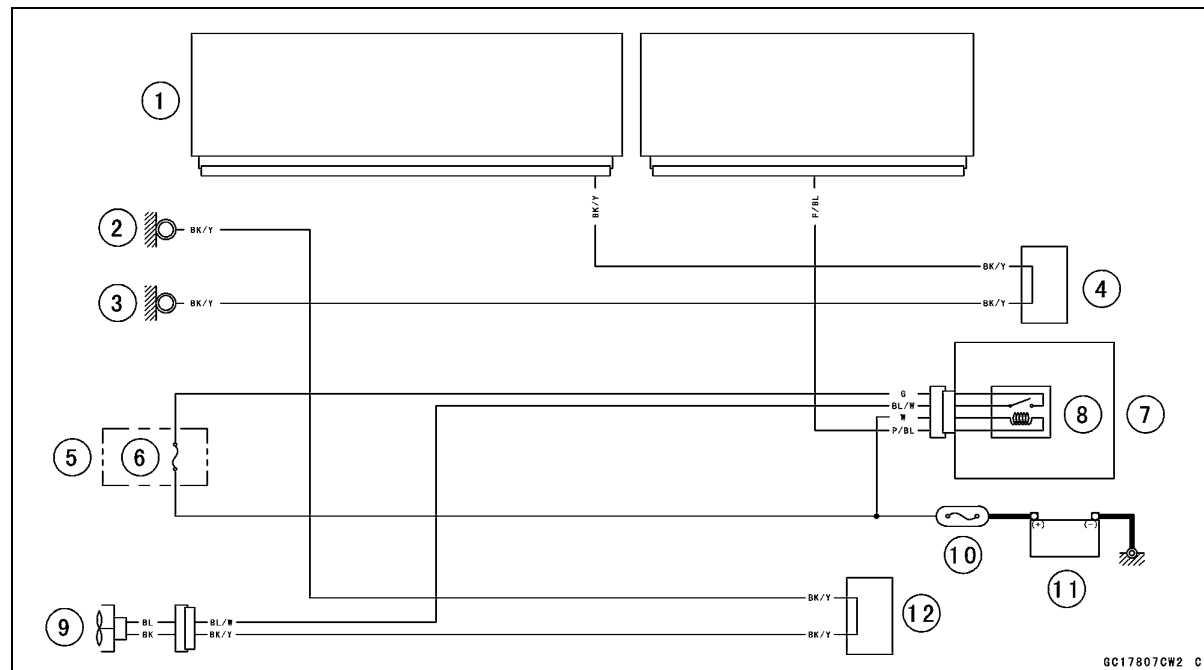 1
BK/Y
P/BL
2
BK/Y
3
BK/Y
BK/Y
BK/Y
4
G
BL/W
W
P/BL
8
7
5
6
10
(+)
(-)
11
9
BL
BK
BL/W
BK/Y
BK/Y
BK/Y
12
GC17807CW2 C